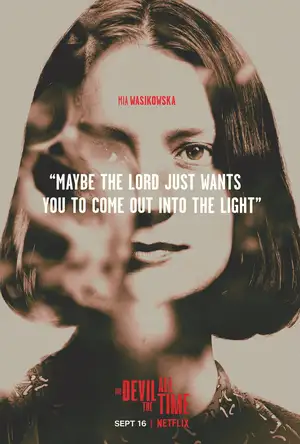 MIA WASIKOWSKA
“MAYBE THE LORD JUST WANTS
YOU TO COME OUT INTO THE LIGHT”
THE DEVIL ALL
THE TIME
SEPT 16 | NETFLIX